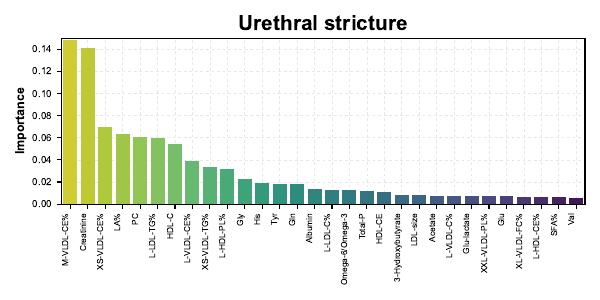 Urethral stricture
Importance
0.14
0.12
0.10
0.08
0.06
0.04
0.02
0.00
M-VLDL-CE%
Creatinine
XS-VLDL-CE%
LA%
PC
L-LDL-TG%
HDL-C
L-VLDL-CE%
XS-VLDL-TG%
L-HDL-PL%
Gly
His
Tyr
Gln
Albumin
L-LDL-C%
Omega-6/Omega-3
Total-P
HDL-CE
3-Hydroxybutyrate
LDL-size
Acetate
L-VLDL-C%
Glu-lactate
XXL-VLDL-PL%
Glu
XL-VLDL-FC%
L-HDL-CE%
SFA%
Val